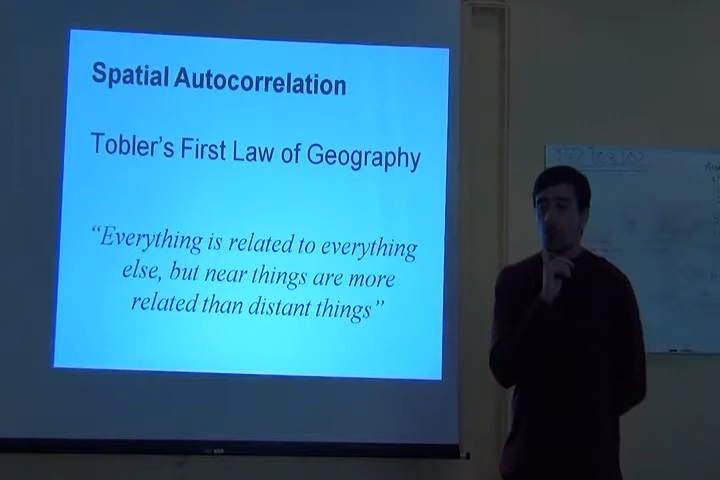 Spatial Autocorrelation
Tobler's First Law of Geography
“Everything is related to everything
else, but near things are more
related than distant things”